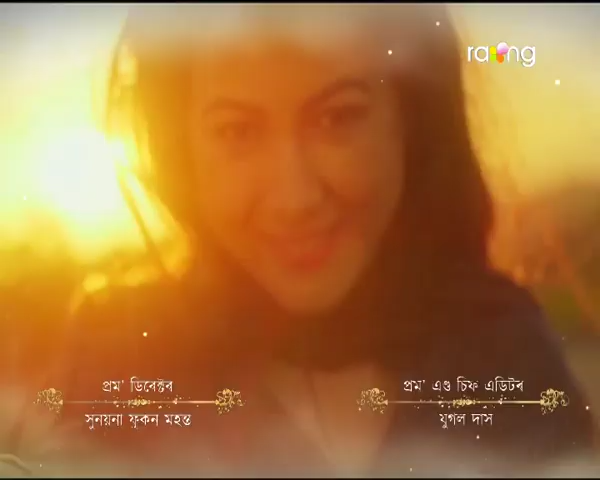 rang
প্ৰম' ডিৰেক্টৰ
সুনয়না ফুকন মহন্ত
প্ৰম' এণ্ড চিফ এডিটৰ
যুগল দাস